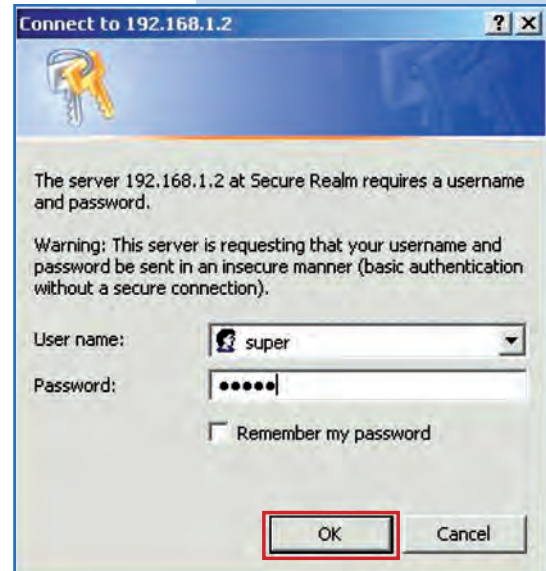 Connect to 192.168.1.2
The server 192.168.1.2 at Secure Realm requires a username
and password.
Warning: This server is requesting that your username and
password be sent in an insecure manner (basic authentication
without a secure connection).
User name:
super
Password:
•••••
Remember my password
OK
Cancel